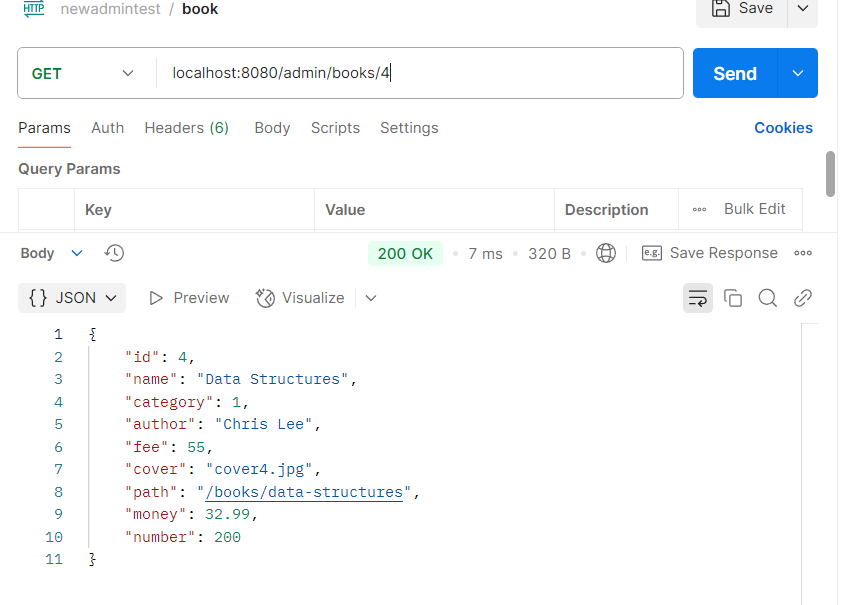 HTTP newadmintest / book Save
GET localhost:8080/admin/books/4 Send
Params Auth Headers (6) Body Scripts Settings Cookies
Query Params
Key Value Description Bulk Edit
Body 200 OK 7 ms 320 B e.g. Save Response
{} JSON Preview Visualize
1 {
2 "id": 4,
3 "name": "Data Structures",
4 "category": 1,
5 "author": "Chris Lee",
6 "fee": 55,
7 "cover": "cover4.jpg",
8 "path": "/books/data-structures",
9 "money": 32.99,
10 "number": 200
11 }